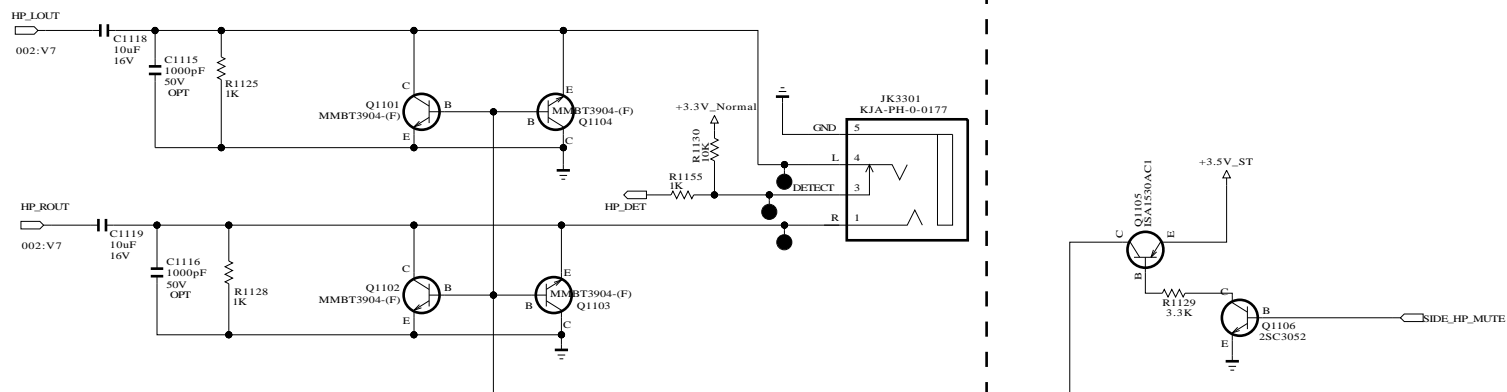 HP_LOUT
002:V7
C1118
10uF
16V
C1115
1000pF
50V
OPT
R1125
1K
C
Q1101
MMBT3904-(F)
B
E
E
MMBT3904-(F)
B
Q1104
C
+3.3V_Normal
R1130
10K
R1155
1K
HP_DET
JK3301
KJA-PH-0-0177
GND
5
L
4
DETECT
3
R
1
HP_ROUT
002:V7
C1119
10uF
16V
C1116
1000pF
50V
OPT
R1128
1K
C
Q1102
MMBT3904-(F)
B
E
E
MMBT3904-(F)
B
Q1103
C
+3.5V_ST
Q1105
ISA1530AC1
C
E
B
R1129
3.3K
C
B
Q1106
2SC3052
E
SIDE_HP_MUTE